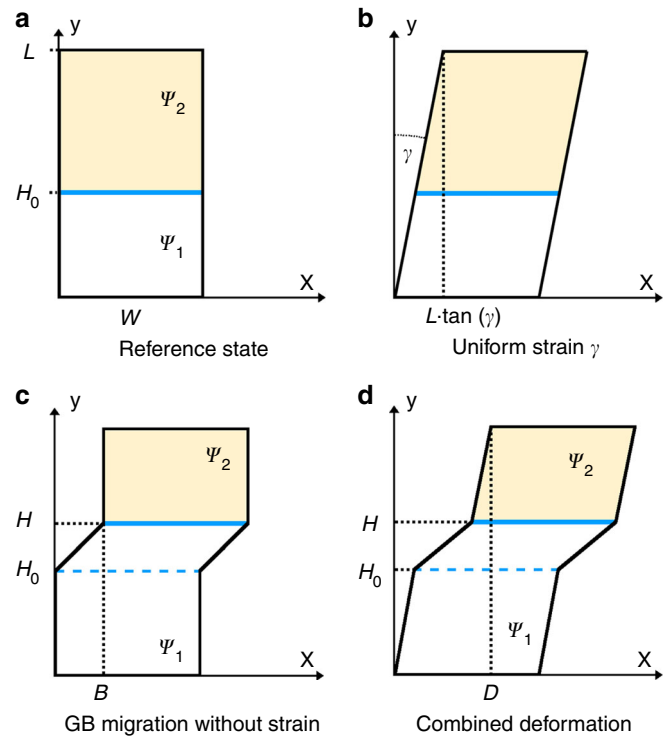 a
y
L
Ψ2
H0
Ψ1
X
W
Reference state
b
y
γ
X
L·tan (γ)
Uniform strain γ
c
y
Ψ2
H
H0
Ψ1
X
B
GB migration without strain
d
y
Ψ2
H
H0
Ψ1
X
D
Combined deformation